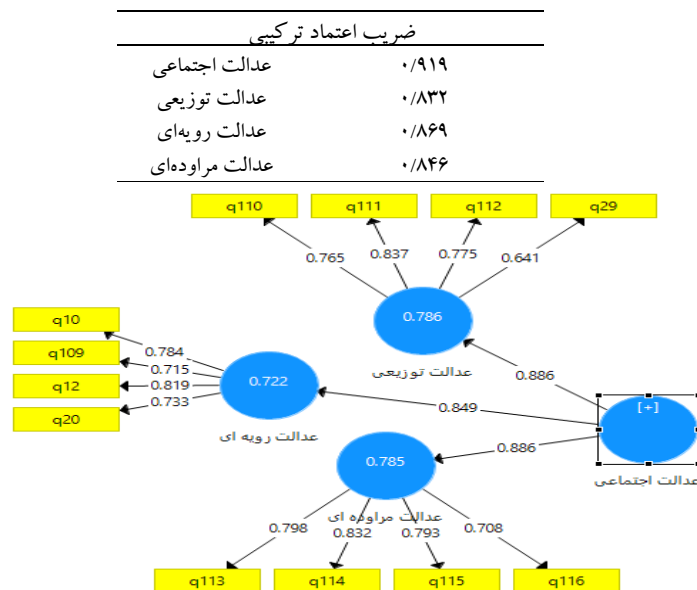 ضریب اعتماد ترکیبی
عدالت اجتماعی ۰/۹۱۹
عدالت توزیعی ۰/۸۳۲
عدالت رویه‌ای ۰/۸۶۹
عدالت مراوده‌ای ۰/۸۴۶
q110 q111 q112 q29
0.765 0.837 0.775 0.641
0.786
عدالت توزیعی
q10
q109
q12
q20
0.784
0.715
0.819
0.733
0.722
عدالت رویه ای
0.886
0.849
0.886
[+]
عدالت اجتماعی
0.785
عدالت مراوده ای
0.798 0.832 0.793 0.708
q113 q114 q115 q116